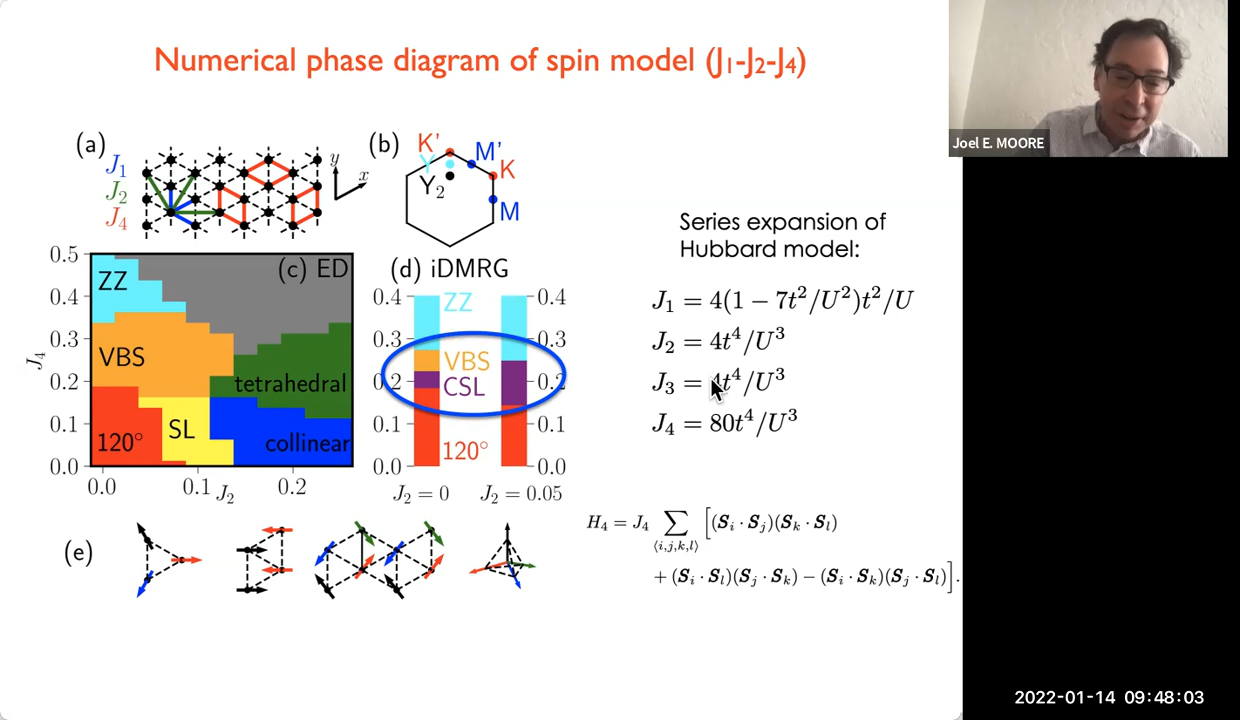 Numerical phase diagram of spin model (J₁-J₂-J₄)
Joel E. MOORE
(a)
J₁
J₂
J₄
y
x
(b)
K'
M'
Y
K
Y₂
M
Series expansion of
Hubbard model:
J₁ = 4(1 − 7t²/U²)t²/U
J₂ = 4t⁴/U³
J₃ = 4t⁴/U³
J₄ = 80t⁴/U³
(c) ED
0.5
0.4
0.3
0.2
0.1
0.0
J₄
ZZ
VBS
tetrahedral
120°
SL
collinear
0.0
0.1
J₂
0.2
(d) iDMRG
0.4
0.3
0.2
0.1
0.0
ZZ
VBS
CSL
120°
0.4
0.3
0.2
0.1
0.0
J₂ = 0
J₂ = 0.05
(e)
H₄ = J₄ ∑⟨i,j,k,l⟩ [(Sᵢ · Sⱼ)(Sₖ · Sₗ)
+ (Sᵢ · Sₗ)(Sⱼ · Sₖ) − (Sᵢ · Sₖ)(Sⱼ · Sₗ)].
2022-01-14 09:48:03